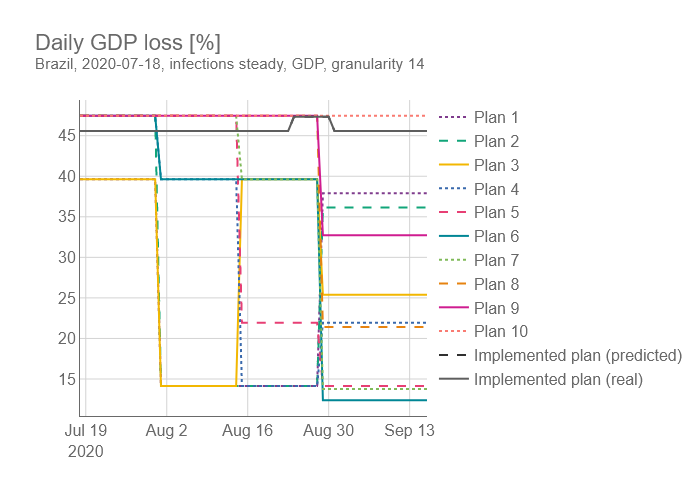 Daily GDP loss [%]
Brazil, 2020-07-18, infections steady, GDP, granularity 14
45
40
35
30
25
20
15
Jul 19
2020
Aug 2
Aug 16
Aug 30
Sep 13
Plan 1
Plan 2
Plan 3
Plan 4
Plan 5
Plan 6
Plan 7
Plan 8
Plan 9
Plan 10
Implemented plan (predicted)
Implemented plan (real)